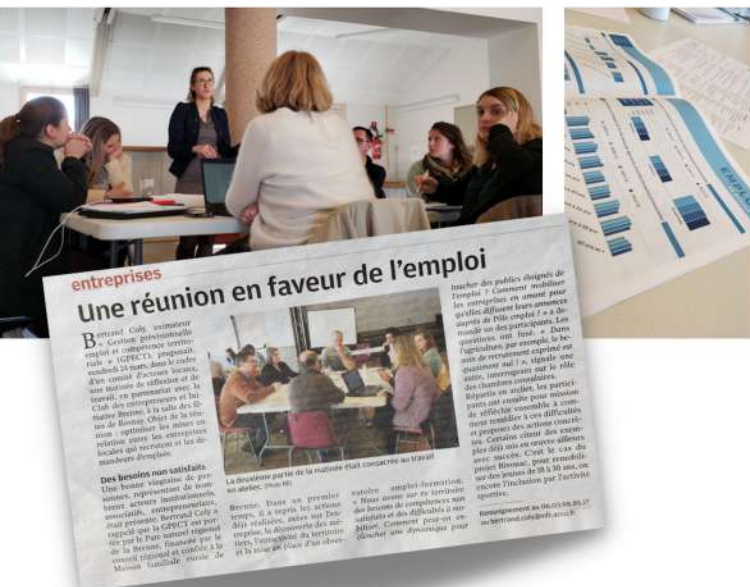 entreprises
Une réunion en faveur de l'emploi
Bertrand Coly, animateur
« Gestion prévisionnelle
emploi et compétence territo-
riale » (GPECT), proposait,
vendredi 24 mars, dans le cadre
d'un comité d'acteurs locaux,
une matinée de réflexion et de
travail, en partenariat avec le
Club des entrepreneurs et Ini-
tiative Brenne, à la salle des fê-
tes de Rosnay. Objet de la réu-
nion : optimiser les mises en
relation entre les entreprises
locales qui recrutent et les de-
mandeurs d'emplois.
Des besoins non satisfaits
Une bonne vingtaine de per-
sonnes, représentant de nom-
breux acteurs institutionnels,
associatifs, entrepreneuriaux,
était présente. Bertrand Coly a
rappelé que la GPECT est por-
tée par le Parc naturel régional
de la Brenne, financée par le
conseil régional et confiée à la
Maison familiale rurale de
La deuxième partie de la matinée était consacrée au travail
en ateliers.
Brenne. Dans un premier
temps, il a repris les actions
déjà réalisées, axées sur l'en-
treprise, la découverte des mé-
tiers, l'attractivité du territoire
et la mise en place d'un obser-
vatoire emploi-formation.
« Nous avons sur ce territoire
des besoins de compétences non
satisfaits et des difficultés à mo-
biliser. Comment peut-on en-
clencher une dynamique pour
toucher des publics éloignés de
l'emploi ? Comment mobiliser
les entreprises en amont pour
qu'elles diffusent leurs annonces
auprès de Pôle emploi ? » a de-
mandé un des participants. Les
questions ont fusé. « Dans
l'agriculture, par exemple, le be-
soin de recrutement exprimé est
quasiment nul ! », signale une
autre, interrogeant sur le rôle
des chambres consulaires.
Répartis en atelier, les partici-
pants ont ensuite pour mission
de réfléchir ensemble à com-
ment remédier à ces difficultés
et proposer des actions concrè-
tes. Certains citent des exem-
ples déjà mis en œuvre ailleurs
avec succès. C'est le cas du
projet
pour remobili-
ser des jeunes de 18 à 30 ans, ou
encore l'inclusion par l'activité
sportive.
Renseignement au
ou